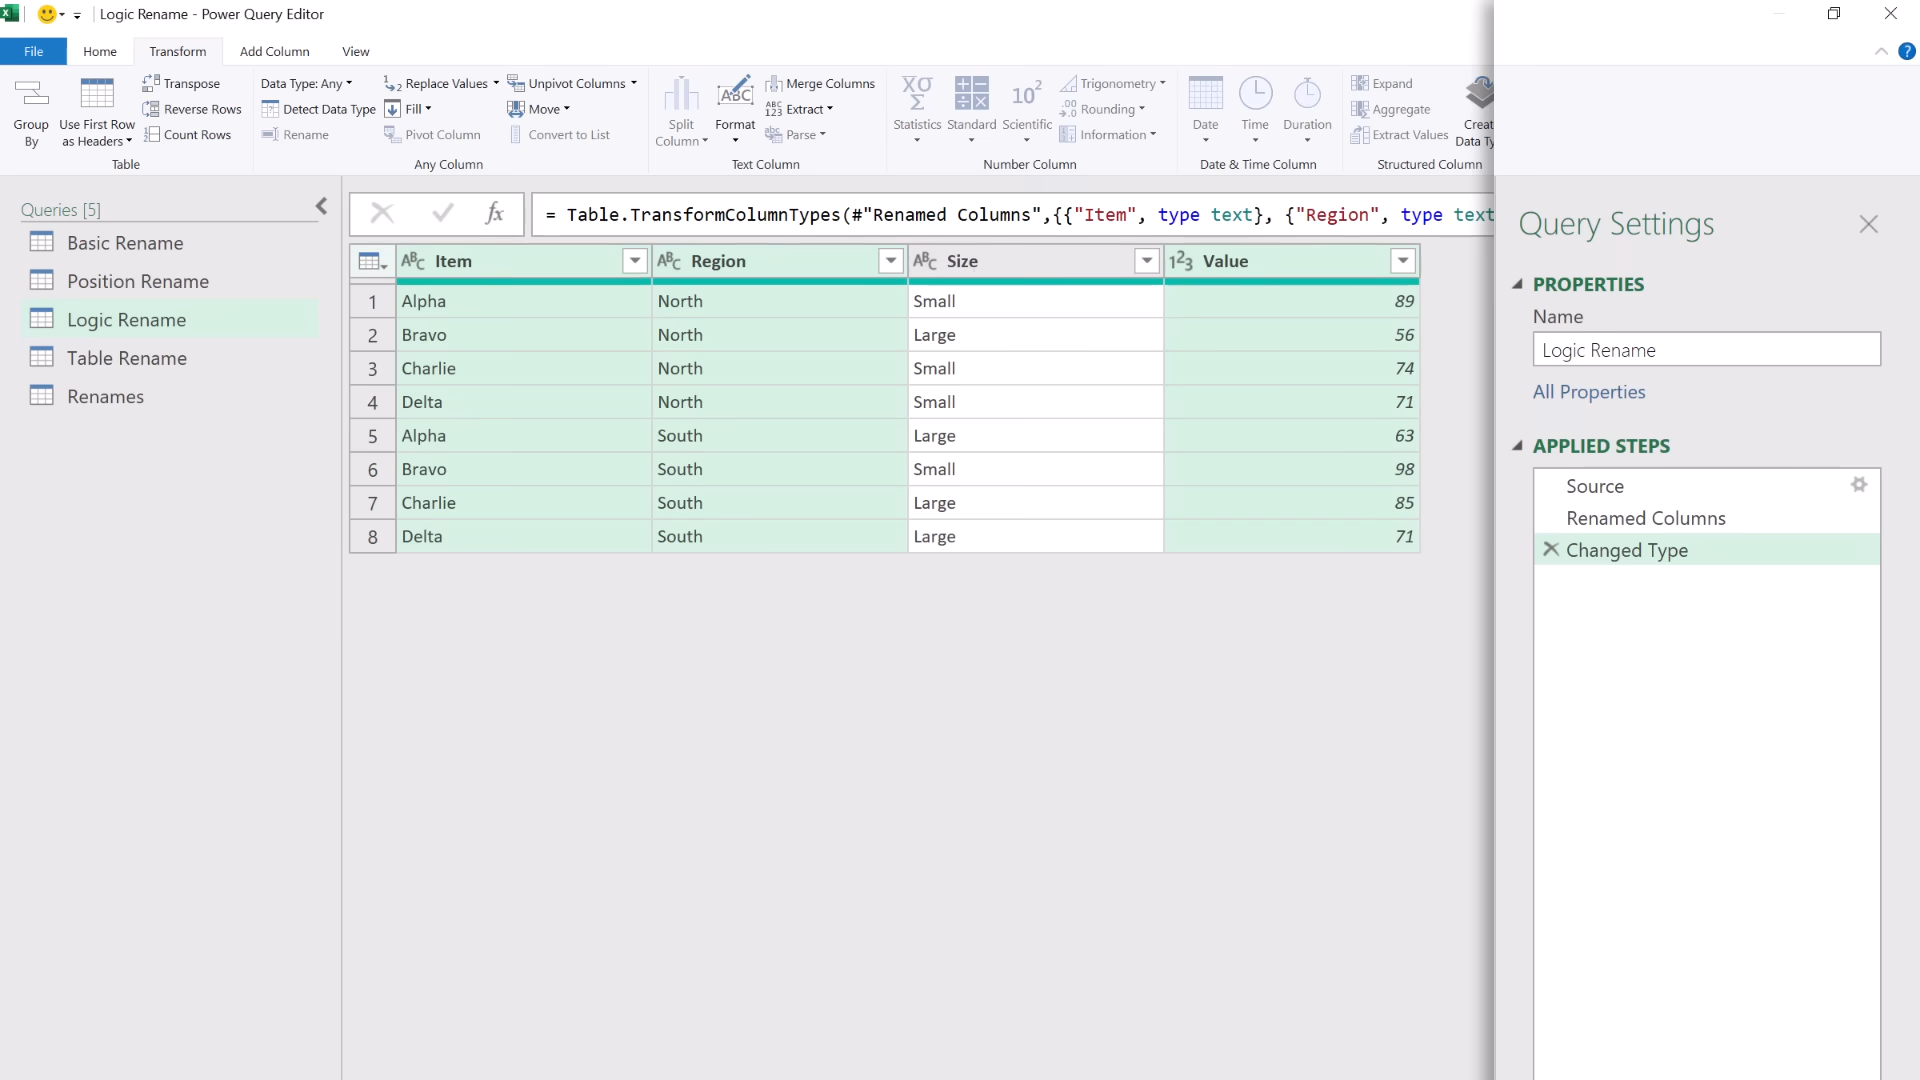 Logic Rename - Power Query Editor
File Home Transform Add Column View
Group By
Use First Row as Headers
Transpose
Reverse Rows
Count Rows
Table
Data Type: Any
Detect Data Type
Rename
Replace Values
Fill
Pivot Column
Unpivot Columns
Move
Convert to List
Any Column
Split Column
Format
Merge Columns
Extract
Parse
Text Column
Statistics
Standard
Scientific
Trigonometry
Rounding
Information
Number Column
Date
Time
Duration
Date & Time Column
Expand
Aggregate
Extract Values
Structured Column
Queries [5]
Basic Rename
Position Rename
Logic Rename
Table Rename
Renames
= Table.TransformColumnTypes(#"Renamed Columns",{{"Item", type text}, {"Region", type text
Item Region Size Value
1 Alpha North Small 89
2 Bravo North Large 56
3 Charlie North Small 74
4 Delta North Small 71
5 Alpha South Large 63
6 Bravo South Small 98
7 Charlie South Large 85
8 Delta South Large 71
Query Settings
PROPERTIES
Name
Logic Rename
All Properties
APPLIED STEPS
Source
Renamed Columns
Changed Type